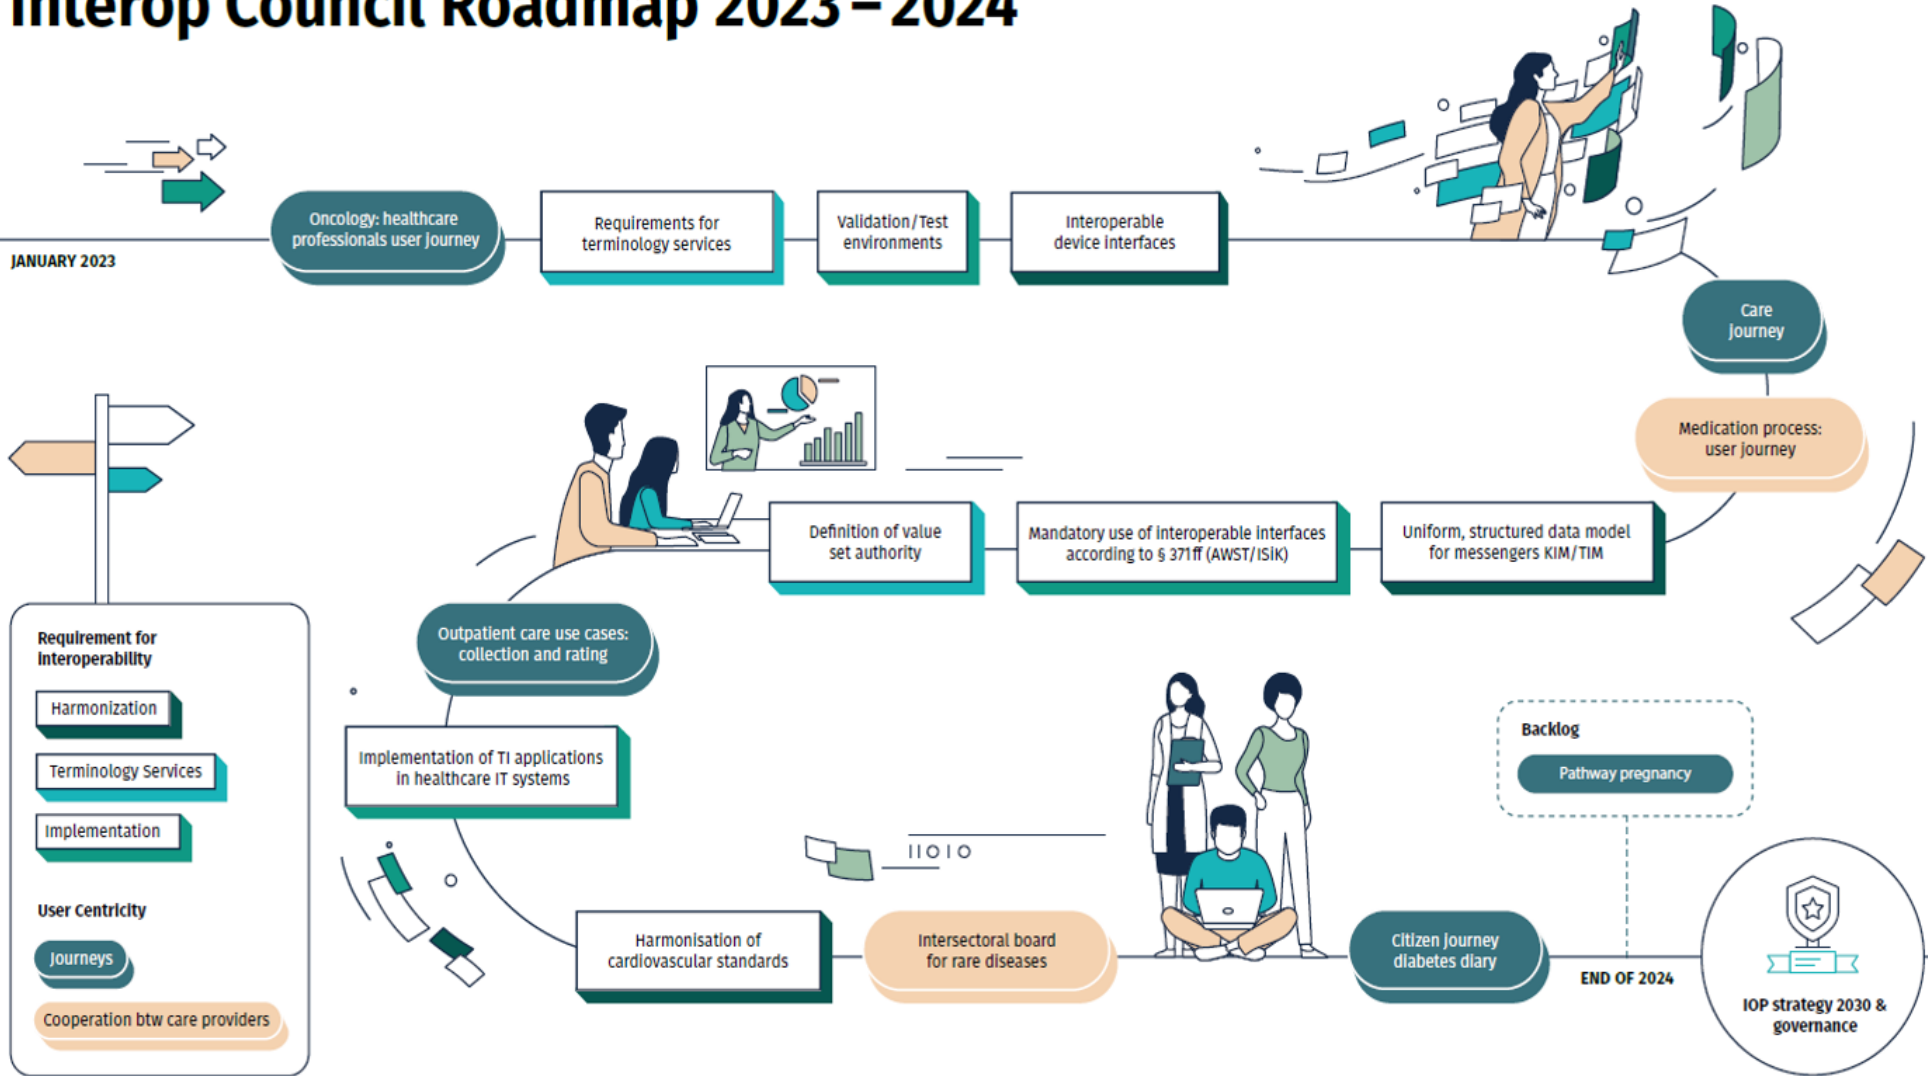 Interop Council Roadmap 2023 – 2024
JANUARY 2023
Oncology: healthcare
professionals user journey
Requirements for
terminology services
Validation/Test
environments
Interoperable
device interfaces
Care
journey
Medication process:
user journey
Uniform, structured data model
for messengers KIM/TIM
Mandatory use of interoperable interfaces
according to § 371ff (AWST/ISiK)
Definition of value
set authority
Outpatient care use cases:
collection and rating
Implementation of TI applications
in healthcare IT systems
Harmonisation of
cardiovascular standards
11010
Intersectoral board
for rare diseases
Citizen journey
diabetes diary
END OF 2024
Backlog
Pathway pregnancy
IOP strategy 2030 &
governance
Requirement for
interoperability
Harmonization
Terminology Services
Implementation
User Centricity
Journeys
Cooperation btw care providers